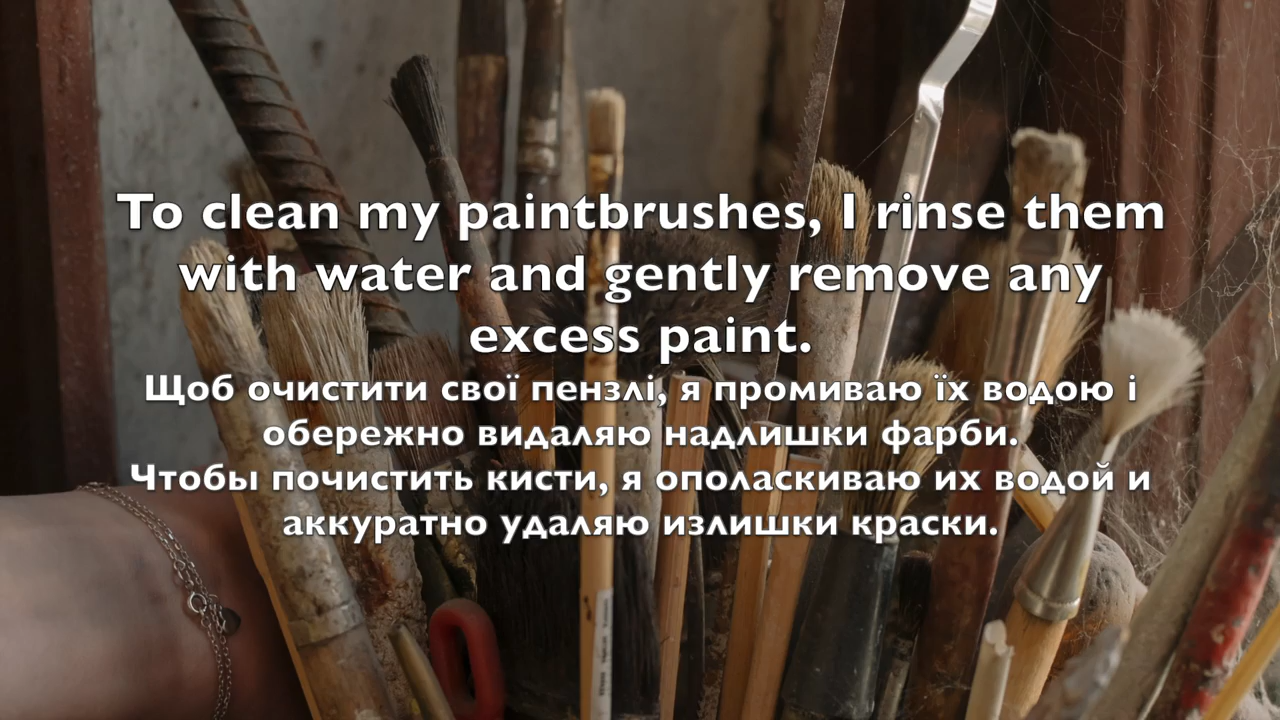 To clean my paintbrushes, I rinse them
with water and gently remove any
excess paint.
Щоб очистити свої пензлі, я промиваю їх водою і
обережно видаляю надлишки фарби.
Чтобы почистить кисти, я ополаскиваю их водой и
аккуратно удаляю излишки краски.